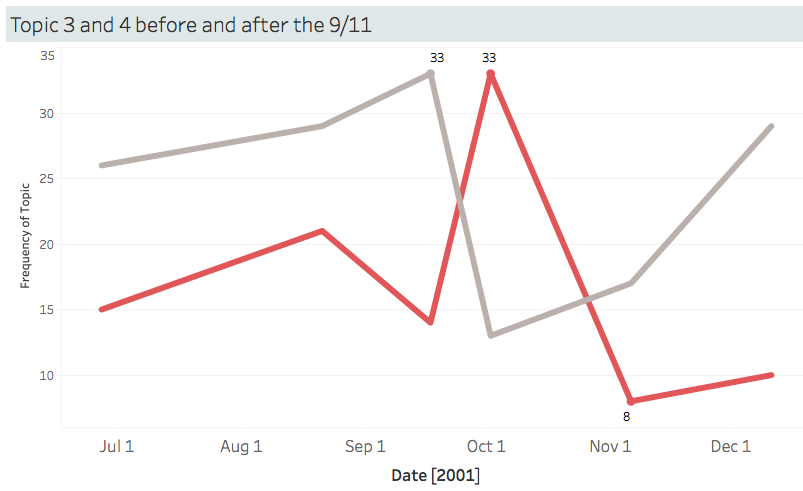 Topic 3 and 4 before and after the 9/11
35
33
33
30
25
20
15
10
8
Frequency of Topic
Jul 1 Aug 1 Sep 1 Oct 1 Nov 1 Dec 1
Date [2001]